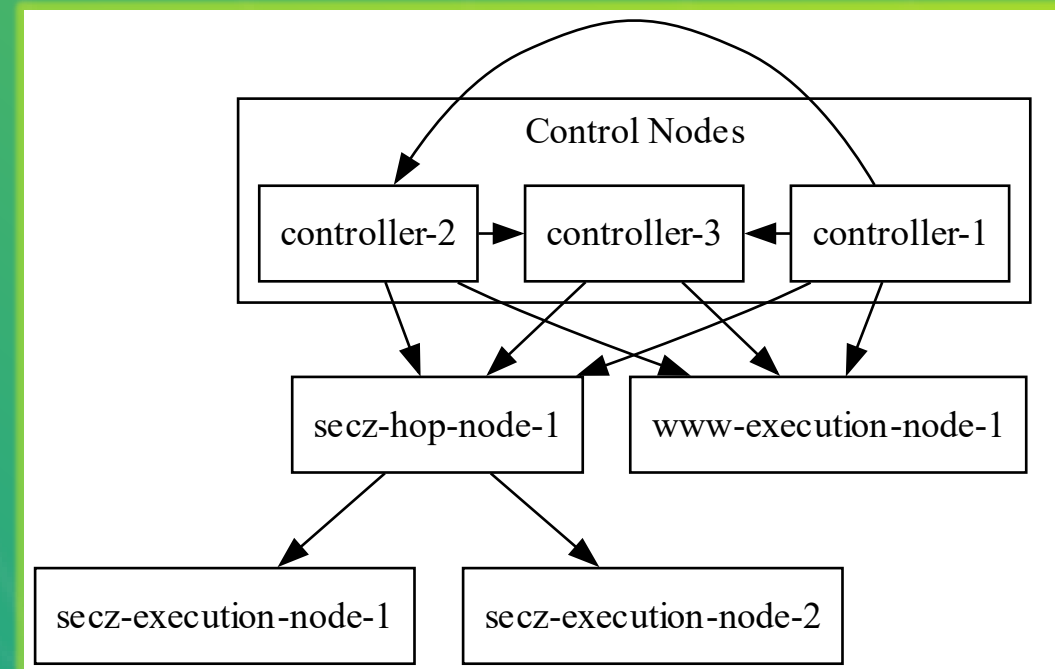 Control Nodes
controller-2
controller-3
controller-1
secz-hop-node-1
www-execution-node-1
secz-execution-node-1
secz-execution-node-2